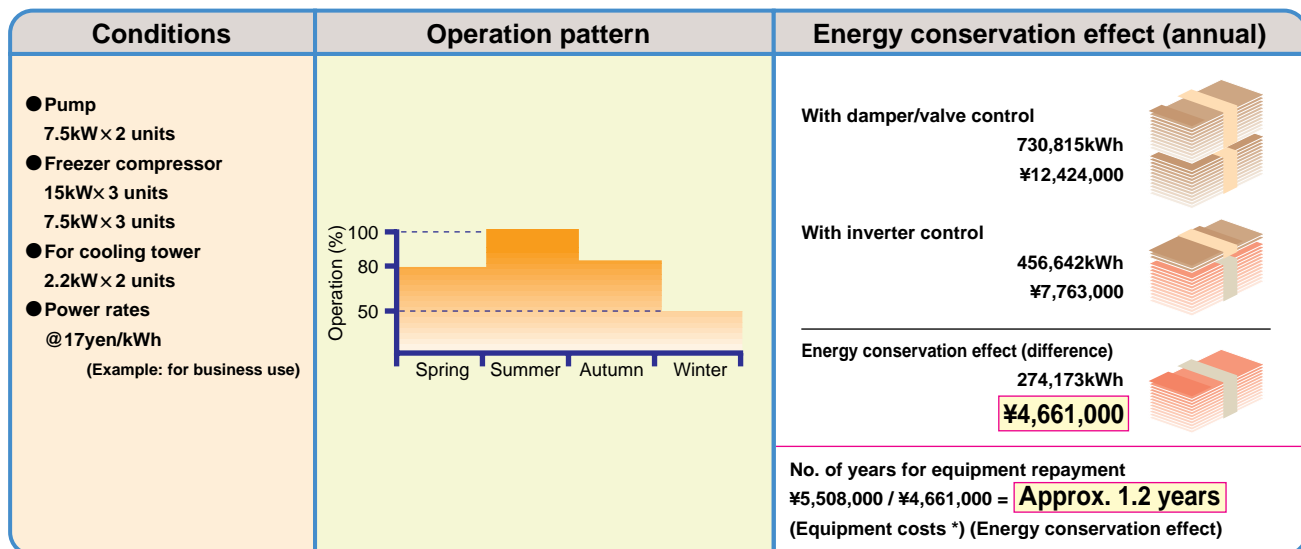 Conditions
Operation pattern
Energy conservation effect (annual)
●Pump
7.5kW×2 units
●Freezer compressor
15kW×3 units
7.5kW×3 units
●For cooling tower
2.2kW×2 units
●Power rates
@17yen/kWh
(Example: for business use)
Operation (%)
100
80
50
Spring Summer Autumn Winter
With damper/valve control
730,815kWh
¥12,424,000
With inverter control
456,642kWh
¥7,763,000
Energy conservation effect (difference)
274,173kWh
¥4,661,000
No. of years for equipment repayment
¥5,508,000 / ¥4,661,000 = Approx. 1.2 years
(Equipment costs *) (Energy conservation effect)